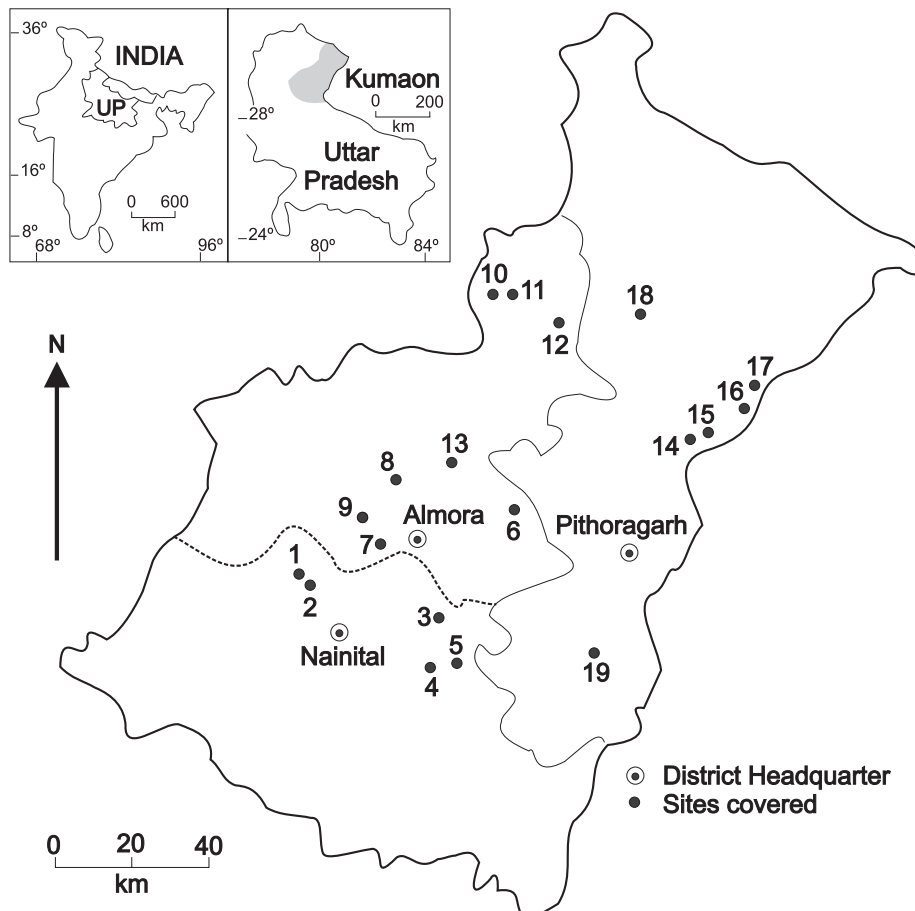 36º
INDIA
UP
16º
0 600
km
8º
68º
96º
Kumaon
0 200
km
28º
Uttar
Pradesh
24º
80º
84º
10
11
18
12
N
17
16
15
14
13
8
9
Almora
6
Pithoragarh
7
1
2
3
5
Nainital
4
19
District Headquarter
Sites covered
0 20 40
km